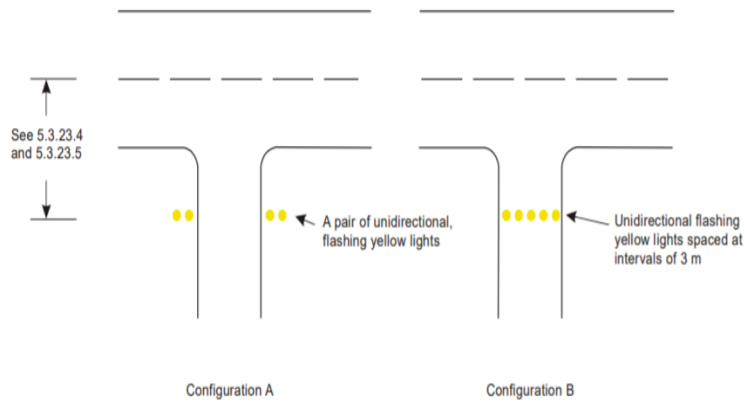 See 5.3.23.4
and 5.3.23.5
A pair of unidirectional,
flashing yellow lights
Unidirectional flashing
yellow lights spaced at
intervals of 3 m
Configuration A
Configuration B